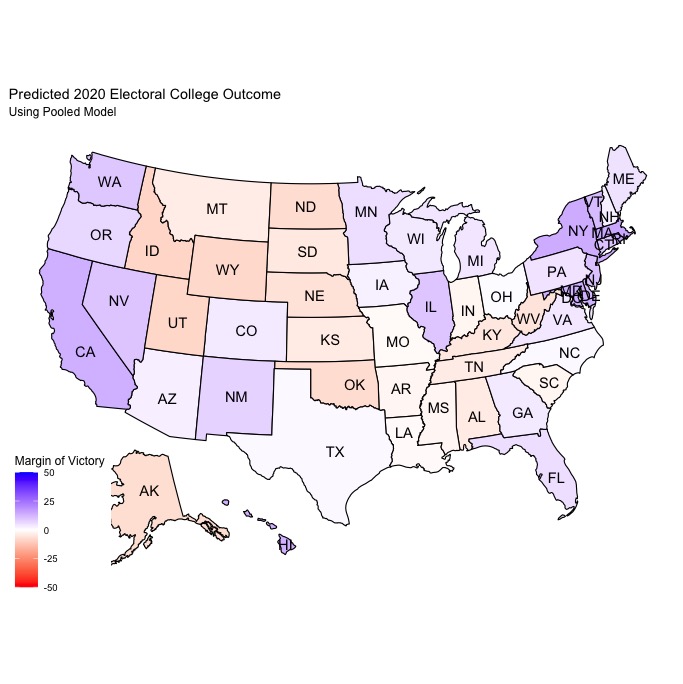 Predicted 2020 Electoral College Outcome
Using Pooled Model
WA
MT
ND
MN
ME
VT
NH
OR
ID
SD
WI
NY
MA
CT
RI
WY
MI
PA
NJ
NV
NE
IA
IL
IN
OH
MD
DE
DC
UT
CO
KS
MO
KY
WV
VA
CA
AZ
NM
OK
AR
TN
NC
SC
TX
LA
MS
AL
GA
FL
AK
HI
Margin of Victory
50
25
0
-25
-50